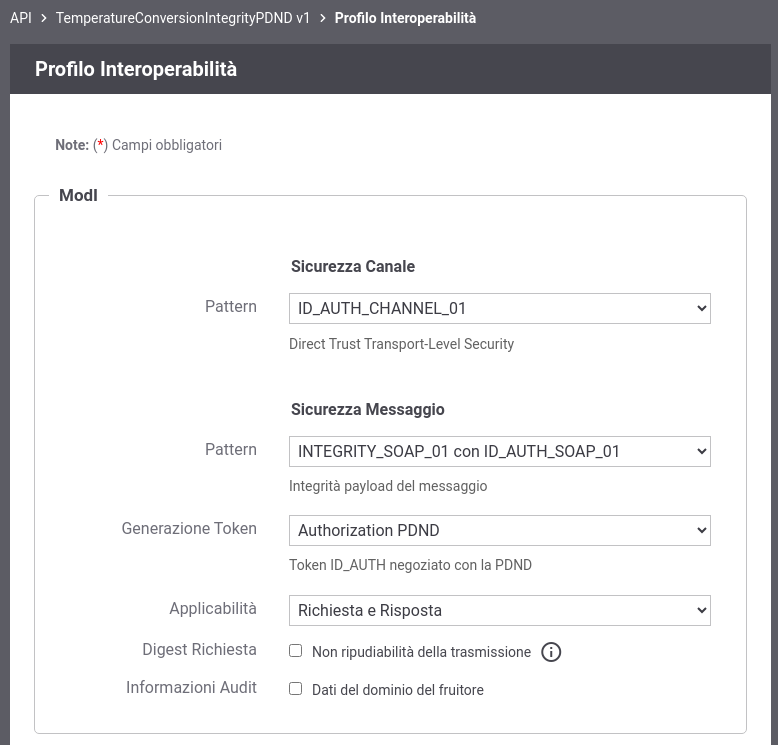 API > TemperatureConversionIntegrityPDND v1 > Profilo Interoperabilità
Profilo Interoperabilità
Note: (*) Campi obbligatori
ModI
Sicurezza Canale
Pattern ID_AUTH_CHANNEL_01
Direct Trust Transport-Level Security
Sicurezza Messaggio
Pattern INTEGRITY_SOAP_01 con ID_AUTH_SOAP_01
Integrità payload del messaggio
Generazione Token Authorization PDND
Token ID_AUTH negoziato con la PDND
Applicabilità Richiesta e Risposta
Digest Richiesta Non ripudiabilità della trasmissione
Informazioni Audit Dati del dominio del fruitore